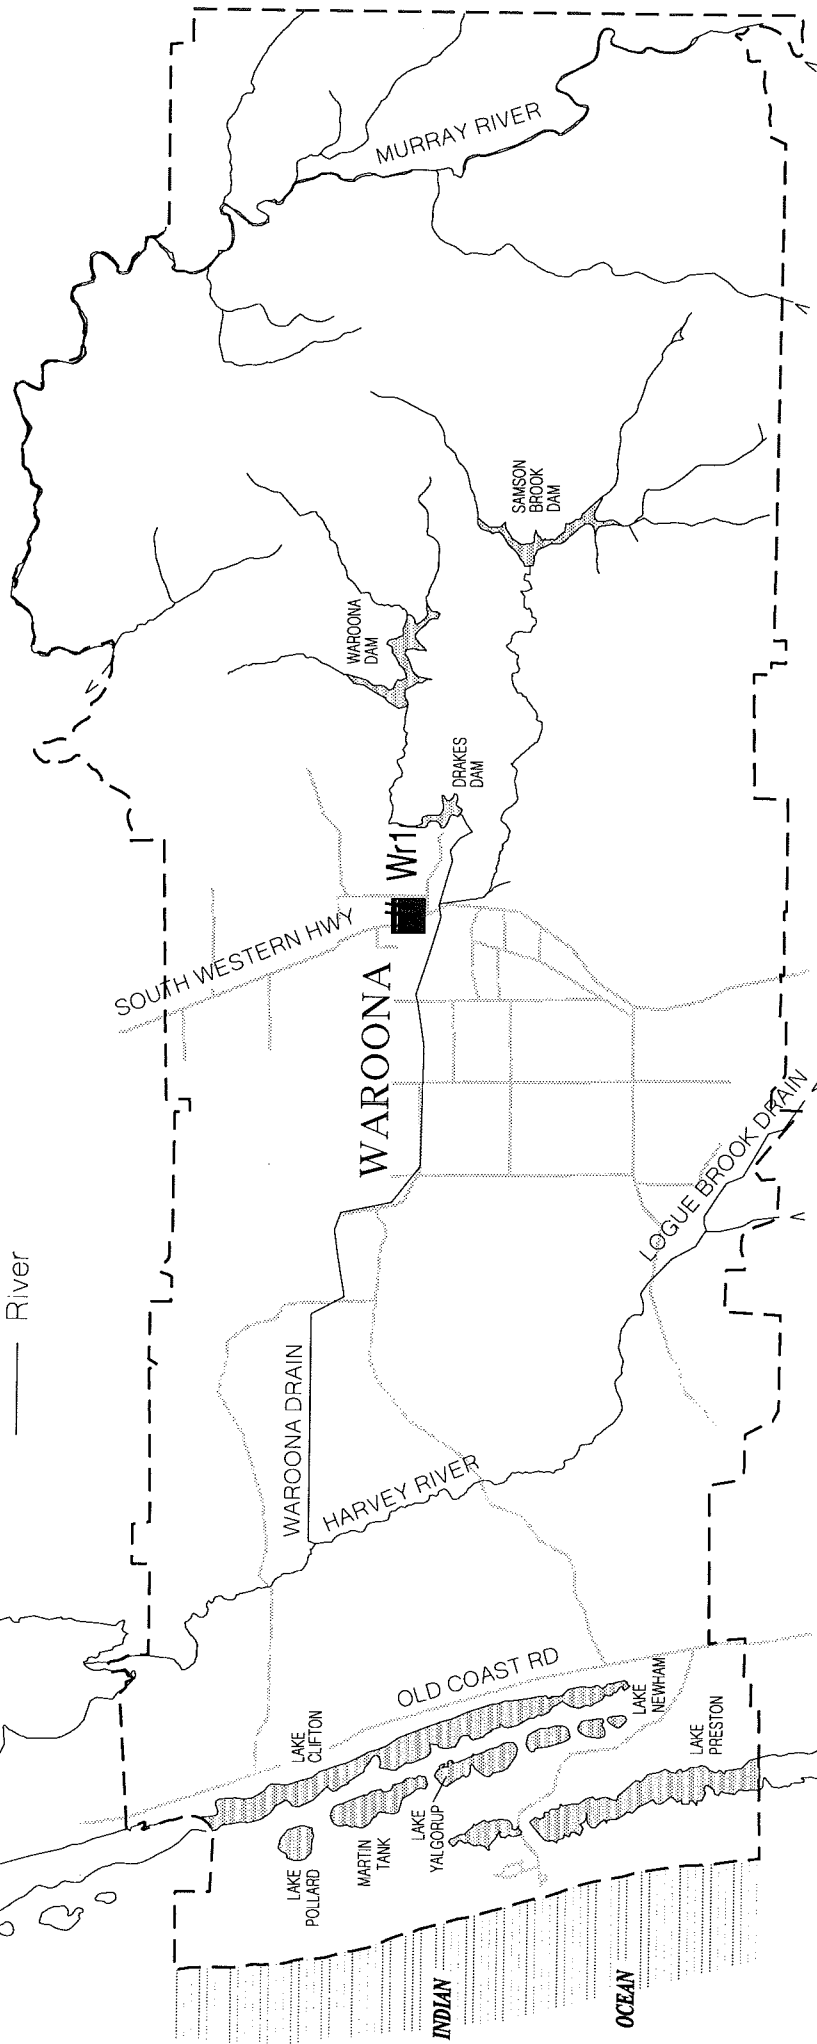 River
MURRAY RIVER
SAMSON
BROOK
DAM
WAROONA
DAM
DRAKES
DAM
Wr1
SOUTH WESTERN HWY
WAROONA
LOGUE BROOK DRAIN
WAROONA DRAIN
HARVEY RIVER
OLD COAST RD
LAKE
CLIFTON
LAKE
NEWHAM
LAKE
PRESTON
LAKE
YALGORUP
MARTIN
TANK
LAKE
POLLARD
INDIAN
OCEAN